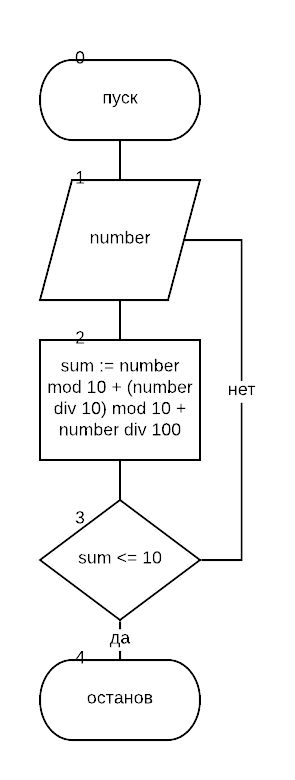 0
пуск
1
number
2
sum := number
mod 10 + (number
div 10) mod 10 +
number div 100
нет
3
sum <= 10
да
4
останов